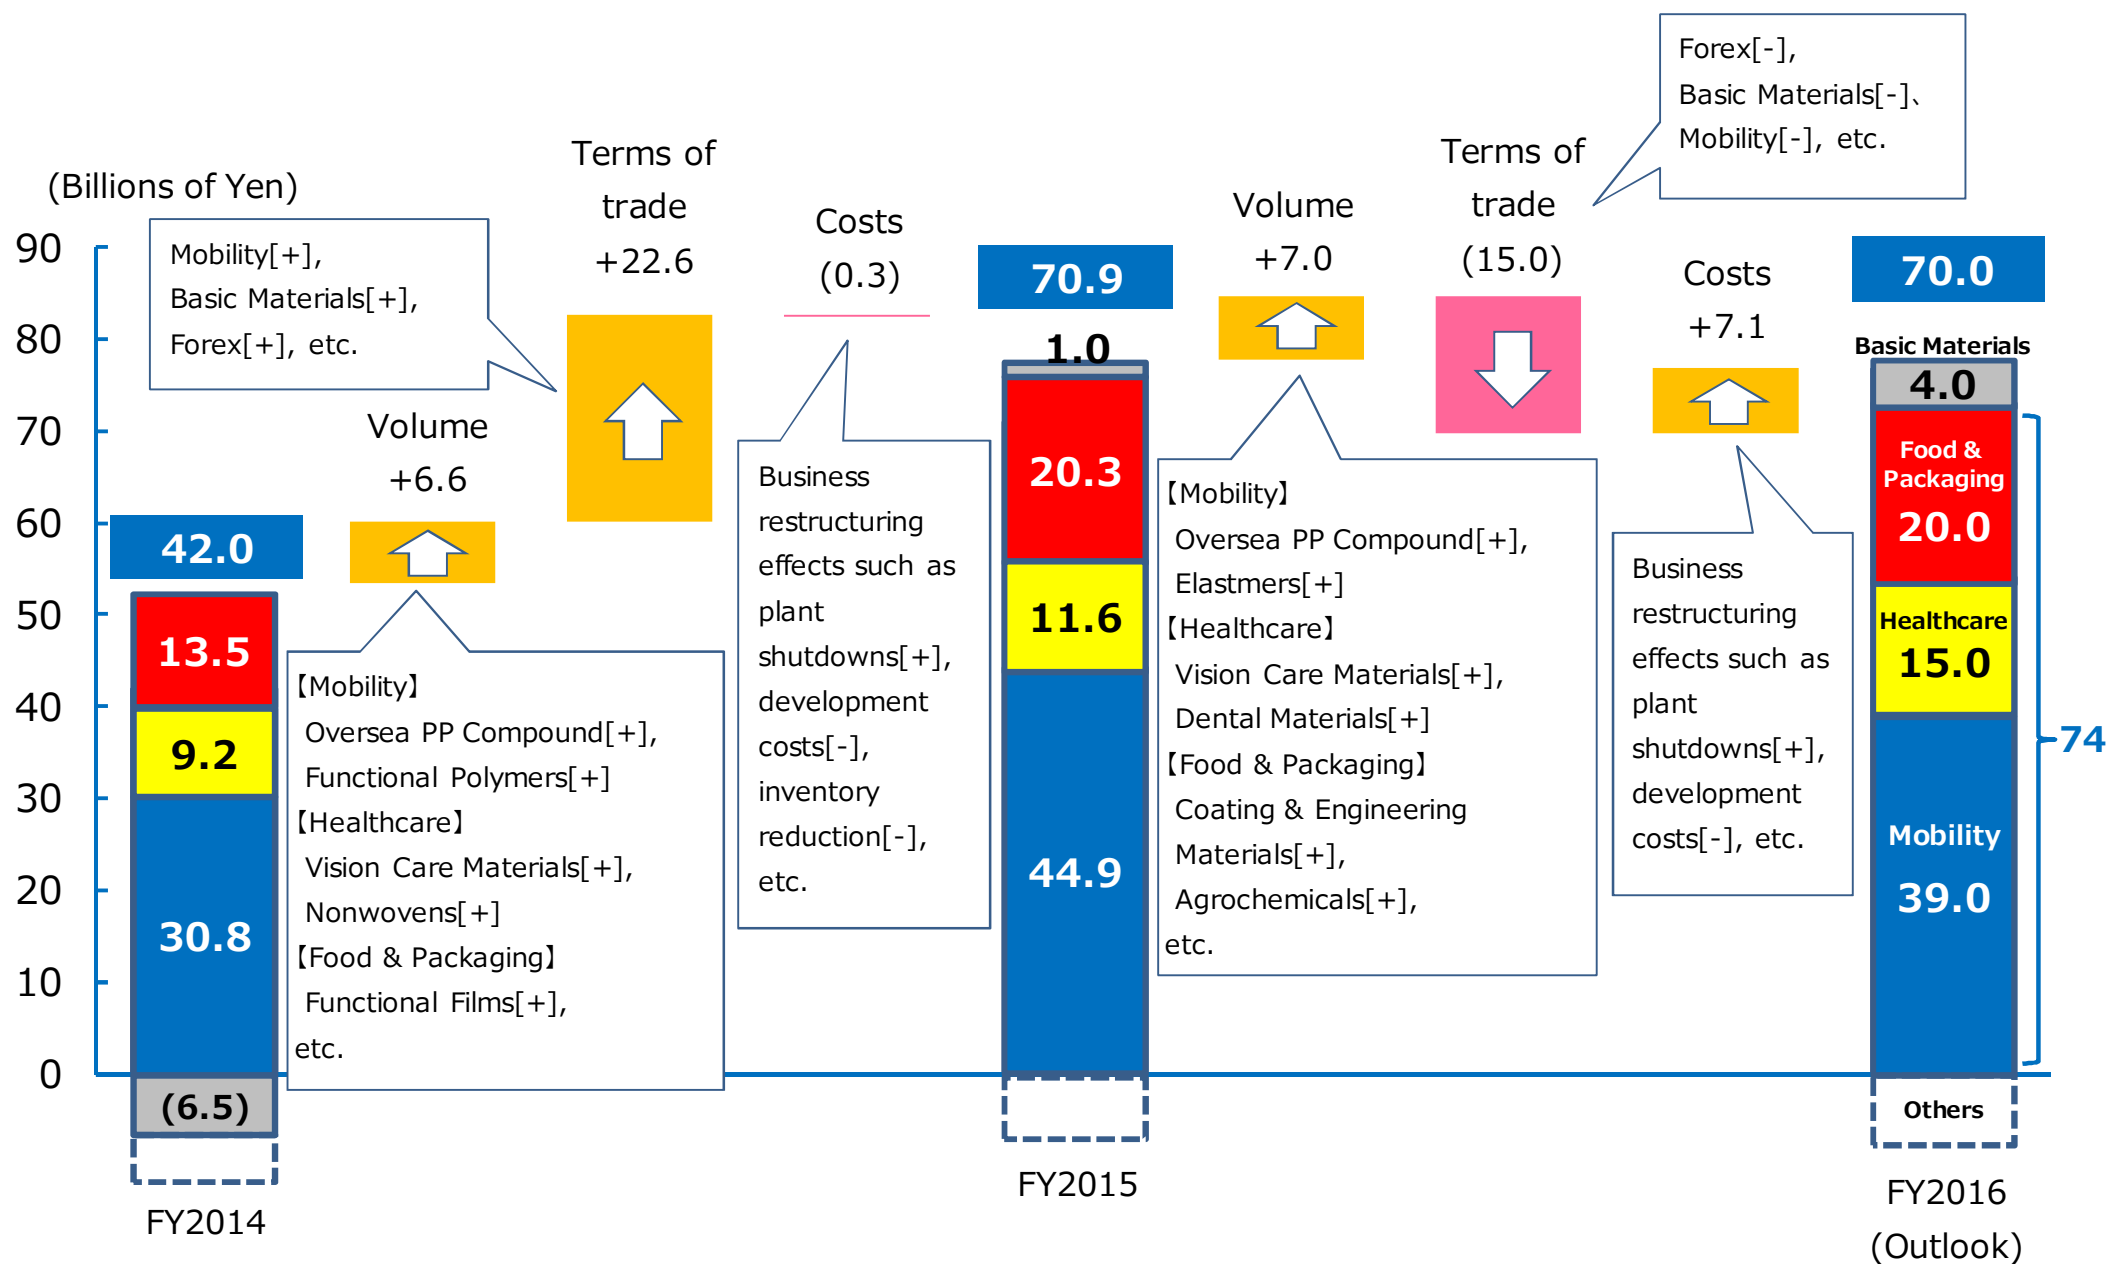 (Billions of Yen)
90
80
70
60
50
40
30
20
10
0
42.0
13.5
9.2
30.8
(6.5)
FY2014
Mobility[+],
Basic Materials[+],
Forex[+], etc.
Volume
+6.6
【Mobility】
Oversea PP Compound[+],
Functional Polymers[+]
【Healthcare】
Vision Care Materials[+],
Nonwovens[+]
【Food & Packaging】
Functional Films[+],
etc.
Terms of
trade
+22.6
Costs
(0.3)
Business
restructuring
effects such as
plant
shutdowns[+],
development
costs[-],
inventory
reduction[-],
etc.
70.9
1.0
20.3
11.6
44.9
FY2015
Volume
+7.0
【Mobility】
Oversea PP Compound[+],
Elastmers[+]
【Healthcare】
Vision Care Materials[+],
Dental Materials[+]
【Food & Packaging】
Coating & Engineering
Materials[+],
Agrochemicals[+],
etc.
Terms of
trade
(15.0)
Forex[-],
Basic Materials[-]、
Mobility[-], etc.
Costs
+7.1
Business
restructuring
effects such as
plant
shutdowns[+],
development
costs[-], etc.
70.0
Basic Materials
4.0
Food &
Packaging
20.0
Healthcare
15.0
Mobility
39.0
74
Others
FY2016
(Outlook)